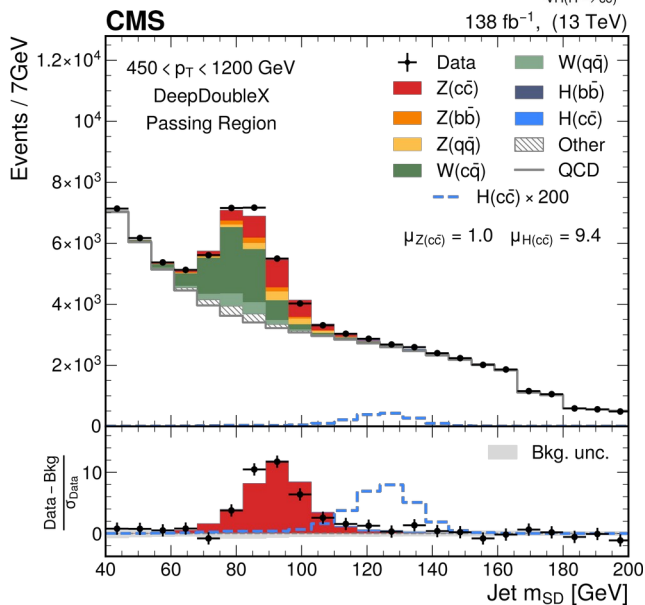 CMS 138 fb⁻¹, (13 TeV)
Events / 7GeV
1.2×10⁴
10⁴
8×10³
6×10³
4×10³
2×10³
0
450 < p_T < 1200 GeV
DeepDoubleX
Passing Region
Data
Z(cc̄)
Z(bb̄)
Z(qq̄)
W(cq̄)
W(qq̄)
H(bb̄)
H(cc̄)
Other
QCD
H(cc̄) × 200
μ_Z(cc̄) = 1.0 μ_H(cc̄) = 9.4
Data − Bkg
σ_Data
10
0
Bkg. unc.
40 60 80 100 120 140 160 180 200
Jet m_SD [GeV]